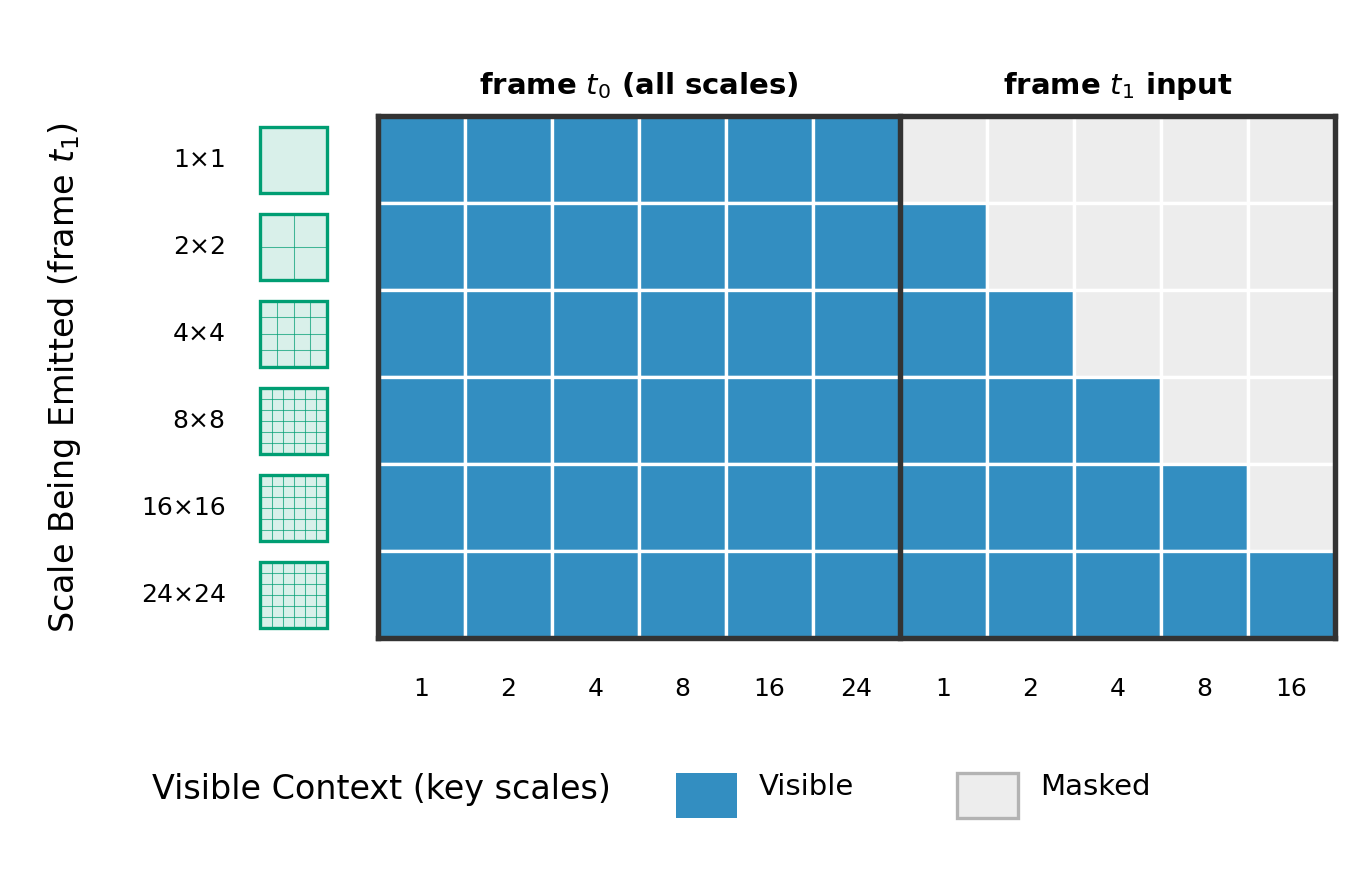 frame t₀ (all scales)
frame t₁ input
Scale Being Emitted (frame t₁)
1×1
2×2
4×4
8×8
16×16
24×24
1 2 4 8 16 24 1 2 4 8 16
Visible Context (key scales) Visible Masked